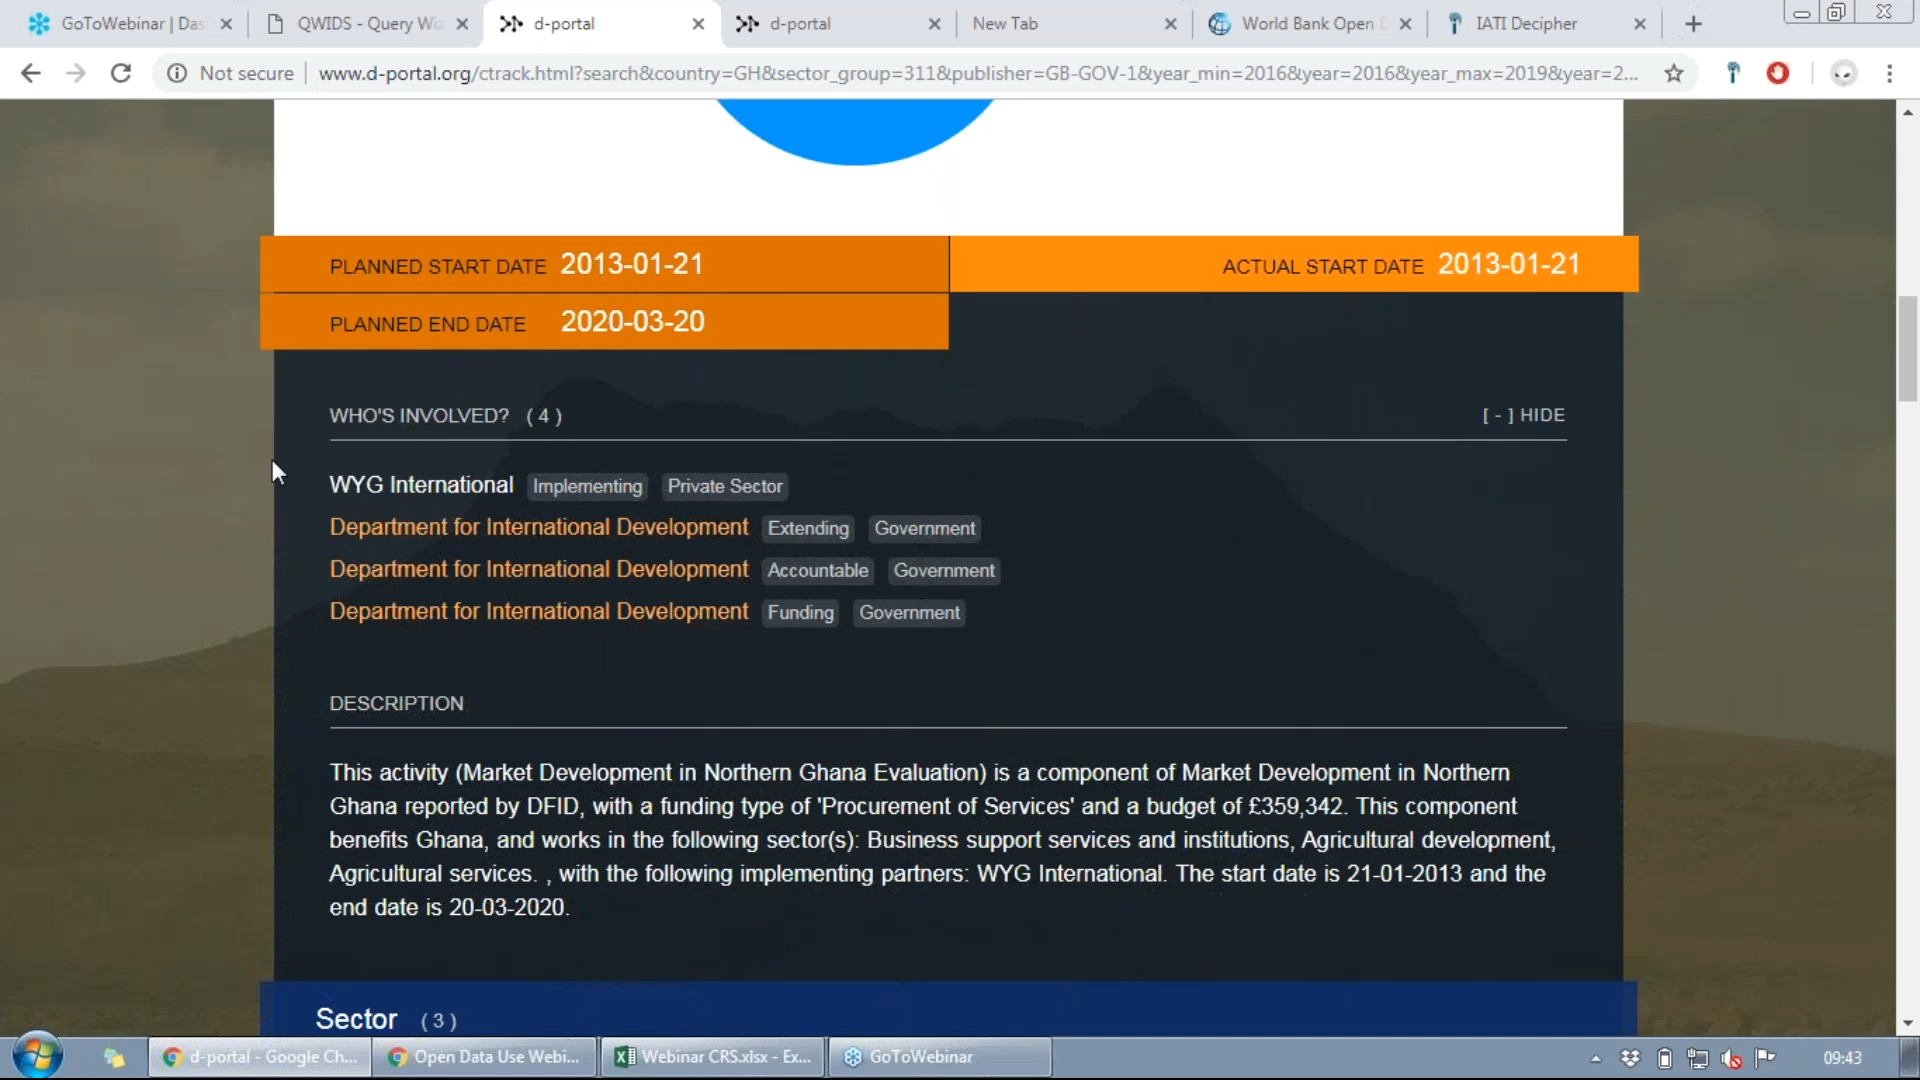 GoToWebinar | Das
QWIDS - Query Wiz
d-portal
d-portal
New Tab
World Bank Open D
IATI Decipher
Not secure
www.d-portal.org/ctrack.html?search&country=GH&sector_group=311&publisher=GB-GOV-1&year_min=2016&year=2016&year_max=2019&year=2...
PLANNED START DATE 2013-01-21
ACTUAL START DATE 2013-01-21
PLANNED END DATE 2020-03-20
WHO'S INVOLVED? ( 4 )
[ - ] HIDE
WYG International Implementing Private Sector
Department for International Development Extending Government
Department for International Development Accountable Government
Department for International Development Funding Government
DESCRIPTION
This activity (Market Development in Northern Ghana Evaluation) is a component of Market Development in Northern
Ghana reported by DFID, with a funding type of 'Procurement of Services' and a budget of £359,342. This component
benefits Ghana, and works in the following sector(s): Business support services and institutions, Agricultural development,
Agricultural services. , with the following implementing partners: WYG International. The start date is 21-01-2013 and the
end date is 20-03-2020.
Sector ( 3 )
d-portal - Google Ch...
Open Data Use Webi...
Webinar CRS.xlsx - Ex...
GoToWebinar
09:43